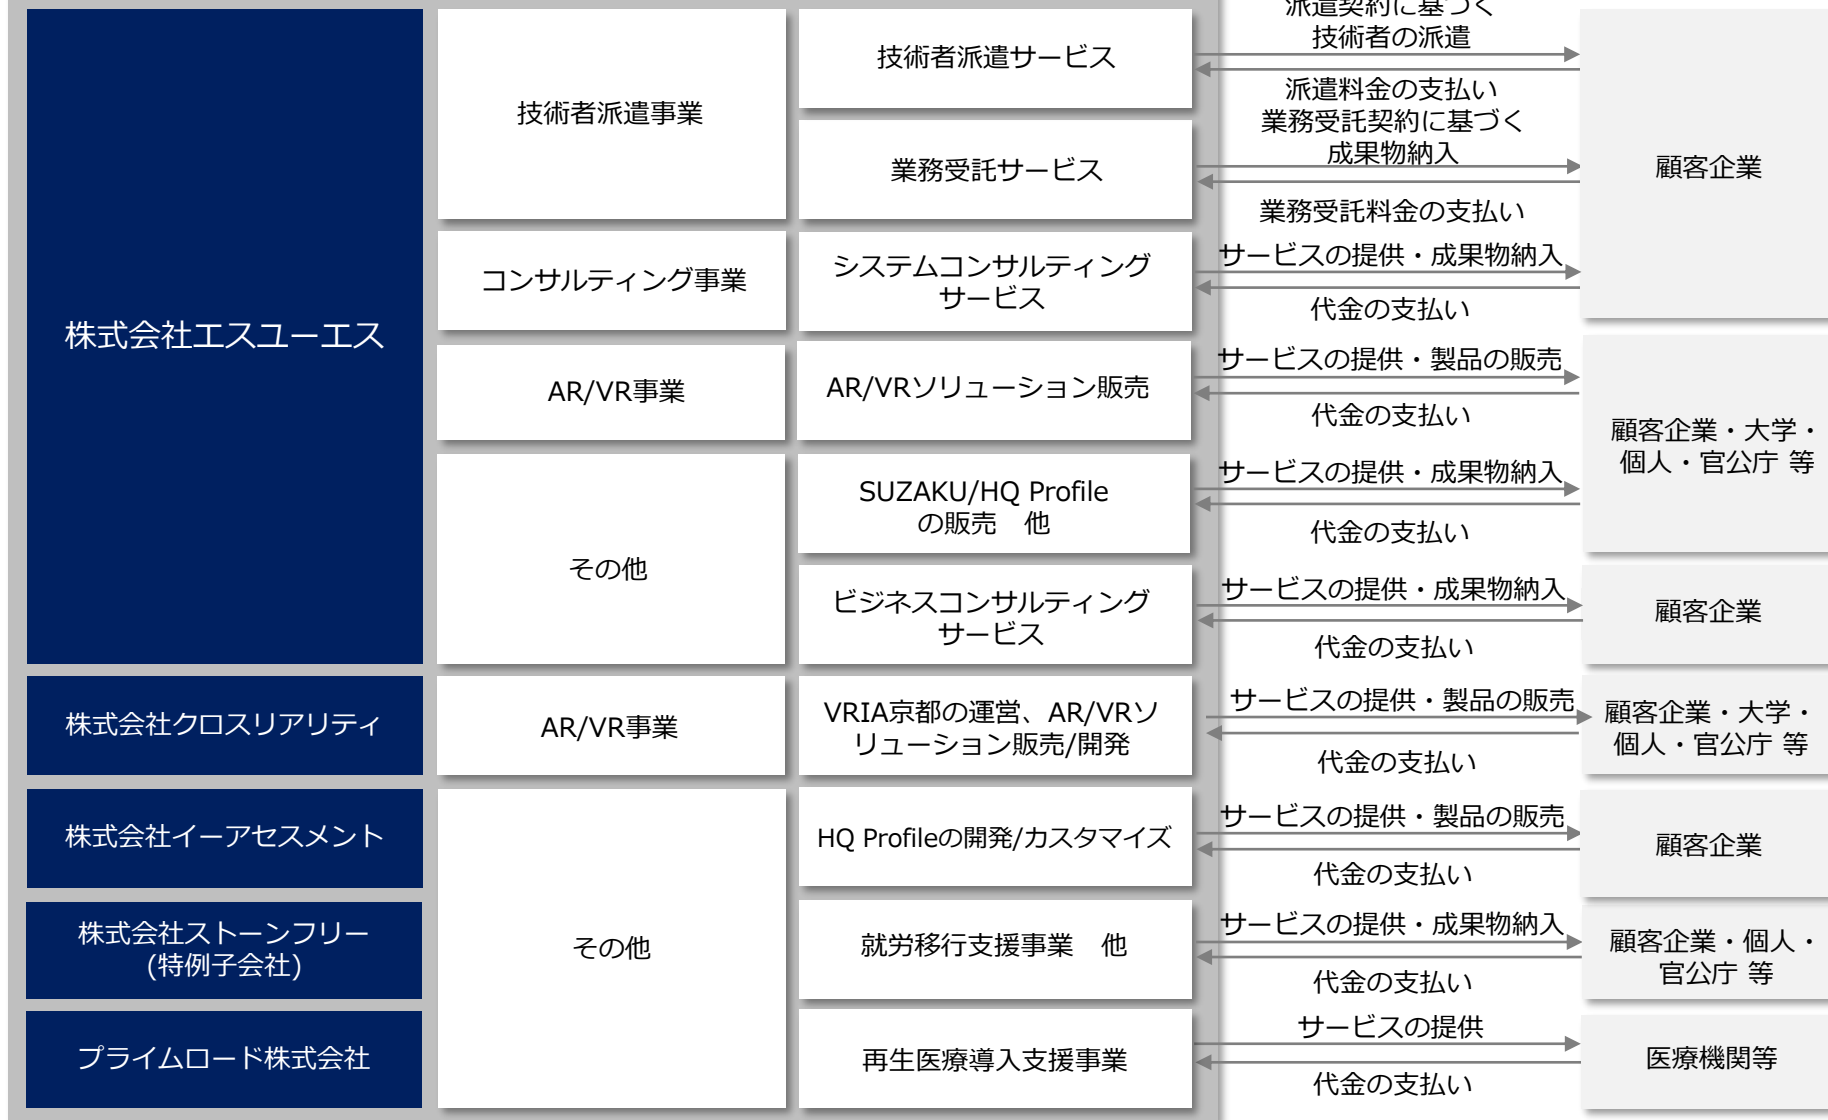 派遣契約に基づく
技術者の派遣
株式会社エスユーエス
技術者派遣事業
技術者派遣サービス
派遣料金の支払い
業務受託契約に基づく
成果物納入
業務受託サービス
業務受託料金の支払い
顧客企業
コンサルティング事業
システムコンサルティング
サービス
サービスの提供・成果物納入
代金の支払い
AR/VR事業
AR/VRソリューション販売
サービスの提供・製品の販売
代金の支払い
顧客企業・大学・
個人・官公庁 等
その他
SUZAKU/HQ Profile
の販売　他
サービスの提供・成果物納入
代金の支払い
ビジネスコンサルティング
サービス
サービスの提供・成果物納入
代金の支払い
顧客企業
株式会社クロスリアリティ
AR/VR事業
VRIA京都の運営、AR/VRソ
リューション販売/開発
サービスの提供・製品の販売
代金の支払い
顧客企業・大学・
個人・官公庁 等
株式会社イーアセスメント
その他
HQ Profileの開発/カスタマイズ
サービスの提供・製品の販売
代金の支払い
顧客企業
株式会社ストーンフリー
(特例子会社)
就労移行支援事業　他
サービスの提供・成果物納入
代金の支払い
顧客企業・個人・
官公庁 等
プライムロード株式会社
再生医療導入支援事業
サービスの提供
代金の支払い
医療機関等